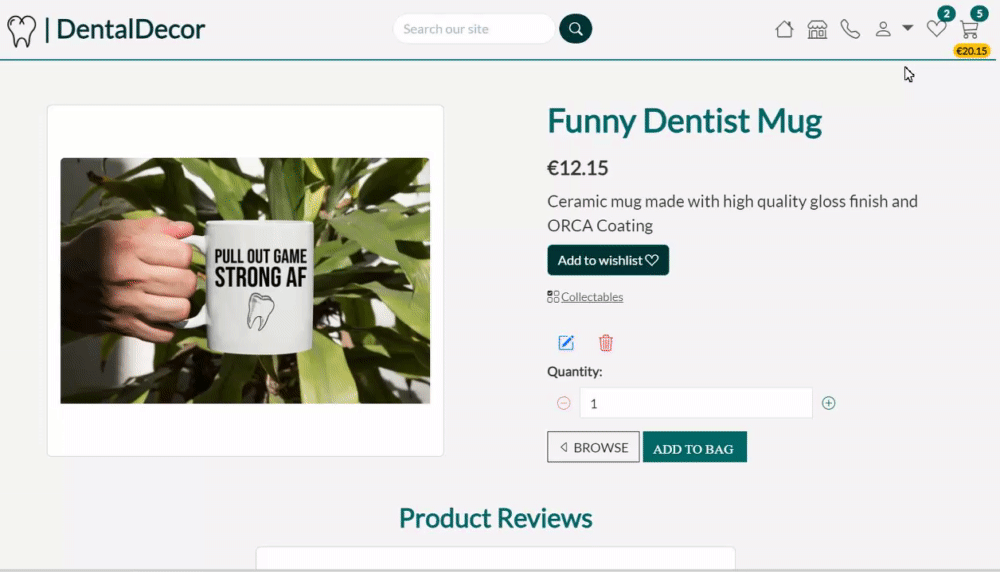 | DentalDecor
Search our site
2
5
€20.15
Funny Dentist Mug
€12.15
Ceramic mug made with high quality gloss finish and
ORCA Coating
Add to wishlist
Collectables
Quantity:
1
BROWSE
ADD TO BAG
PULL OUT GAME
STRONG AF
Product Reviews